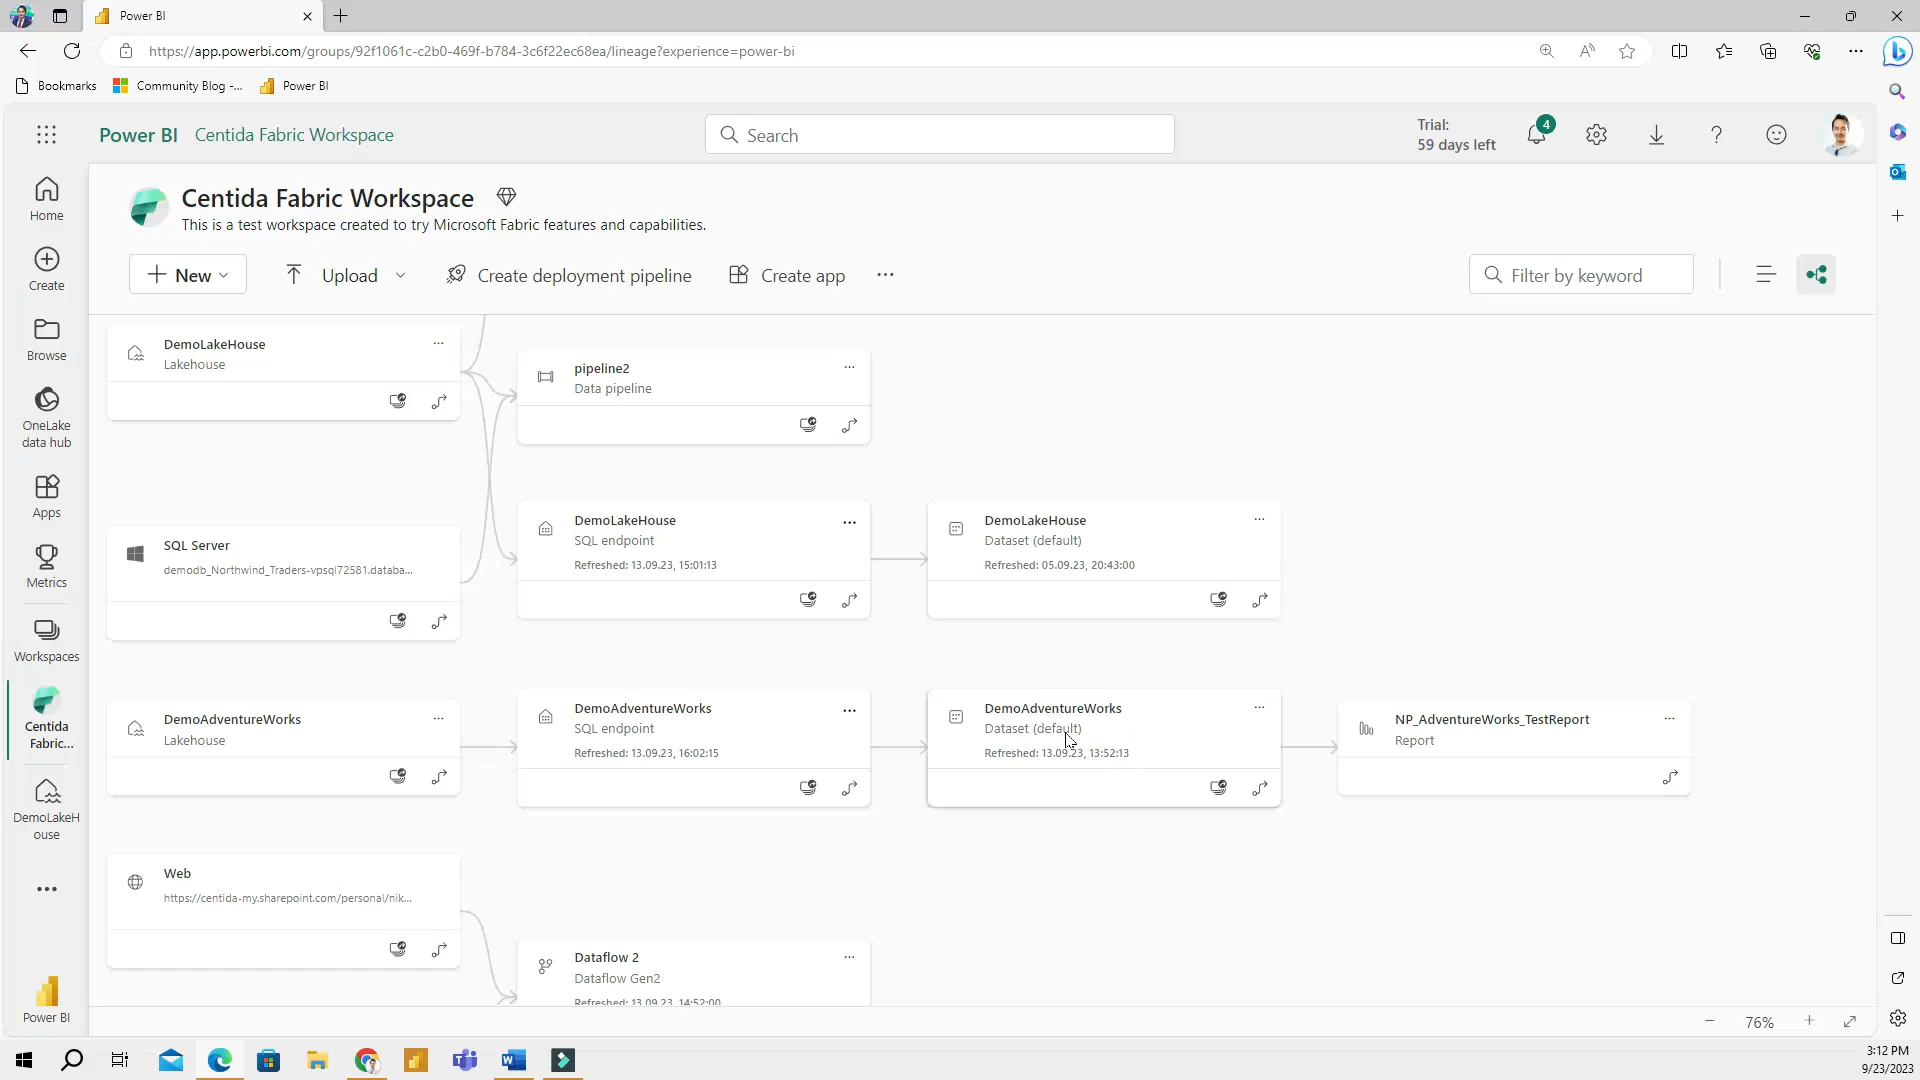 Power BI
https://app.powerbi.com/groups/92f1061c-c2b0-469f-b784-3c6f22ec68ea/lineage?experience=power-bi
Bookmarks
Community Blog -...
Power BI
Power BI
Centida Fabric Workspace
Search
Trial:
59 days left
4
Centida Fabric Workspace
This is a test workspace created to try Microsoft Fabric features and capabilities.
New
Upload
Create deployment pipeline
Create app
Filter by keyword
Home
Create
Browse
OneLake
data hub
Apps
Metrics
Workspaces
Centida
Fabric...
DemoLakeH
ouse
Power BI
DemoLakeHouse
Lakehouse
pipeline2
Data pipeline
SQL Server
demodb_Northwind_Traders-vpsql72581.databa...
DemoLakeHouse
SQL endpoint
Refreshed: 13.09.23, 15:01:13
DemoLakeHouse
Dataset (default)
Refreshed: 05.09.23, 20:43:00
DemoAdventureWorks
Lakehouse
DemoAdventureWorks
SQL endpoint
Refreshed: 13.09.23, 16:02:15
DemoAdventureWorks
Dataset (default)
Refreshed: 13.09.23, 13:52:13
NP_AdventureWorks_TestReport
Report
Web
https://centida-my.sharepoint.com/personal/nik...
Dataflow 2
Dataflow Gen2
Refreshed: 13.09.23, 14:52:00
76%
3:12 PM
9/23/2023